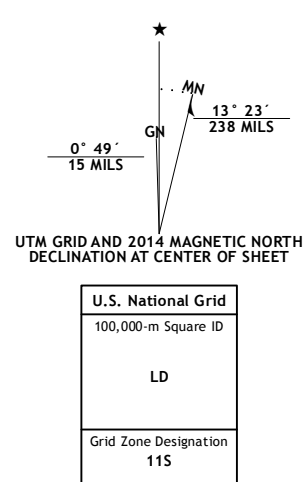 ★
MN
GN
13° 23´
238 MILS
0° 49´
15 MILS
UTM GRID AND 2014 MAGNETIC NORTH
DECLINATION AT CENTER OF SHEET
U.S. National Grid
100,000-m Square ID
LD
Grid Zone Designation
11S